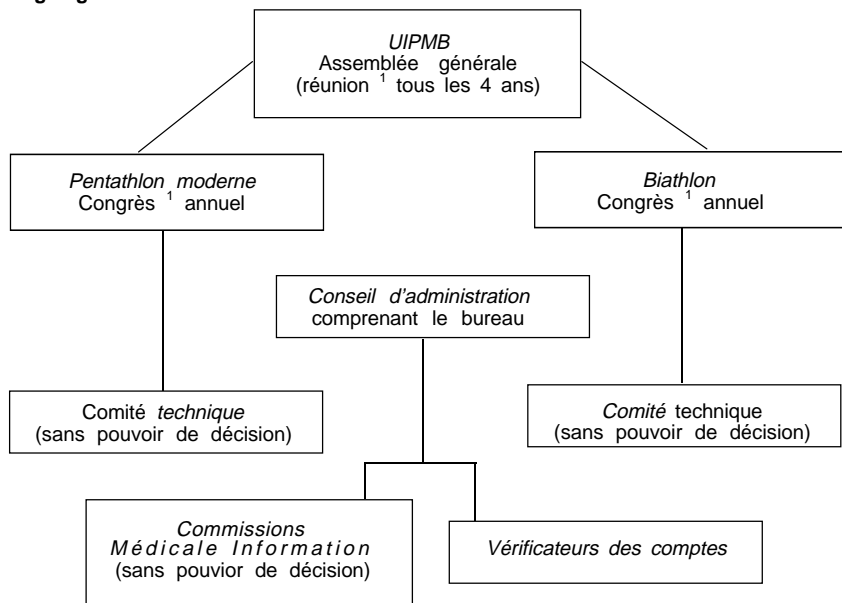 UIPMB
Assemblée générale
(réunion 1 tous les 4 ans)
Pentathlon moderne
Congrès 1 annuel
Biathlon
Congrès 1 annuel
Conseil d'administration
comprenant le bureau
Comité technique
(sans pouvoir de décision)
Comité technique
(sans pouvoir de décision)
Commissions
Médicale Information
(sans pouvior de décision)
Vérificateurs des comptes